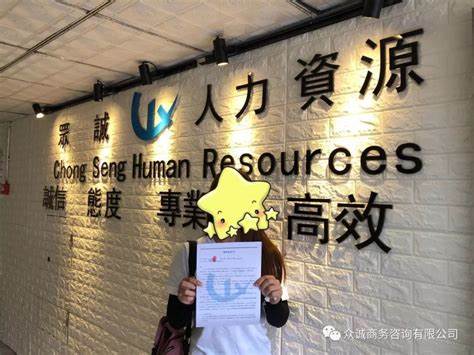 眾誠 人力資源
Chong Seng Human Resources
誠信 態度 專業 高效
众诚商务咨询有限公司